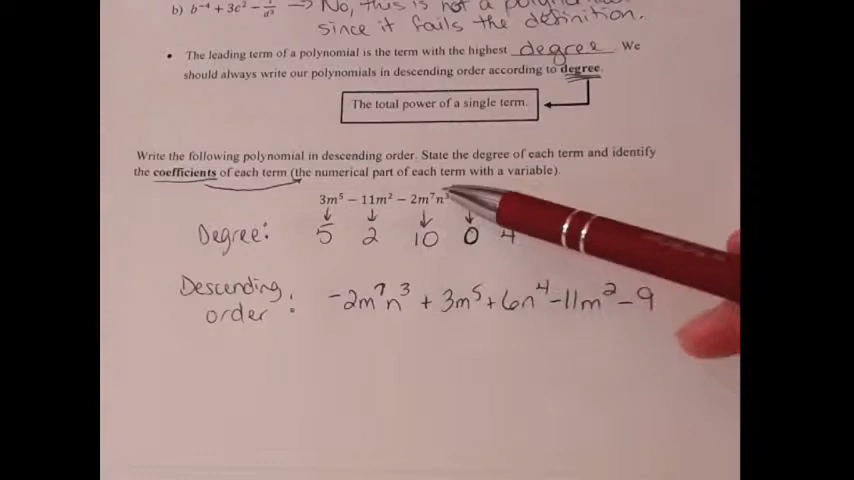 b) b⁻⁴ + 3c² − 1/a³ → No, this is not a
since it fails the definition.
• The leading term of a polynomial is the term with the highest degree. We
should always write our polynomials in descending order according to degree.
The total power of a single term.
Write the following polynomial in descending order. State the degree of each term and identify
the coefficients of each term (the numerical part of each term with a variable).
3m⁵ − 11m² − 2m⁷n³
Degree: 5 2 10 0 4
Descending order: −2m⁷n³ + 3m⁵ + 6n⁴ − 11m² − 9